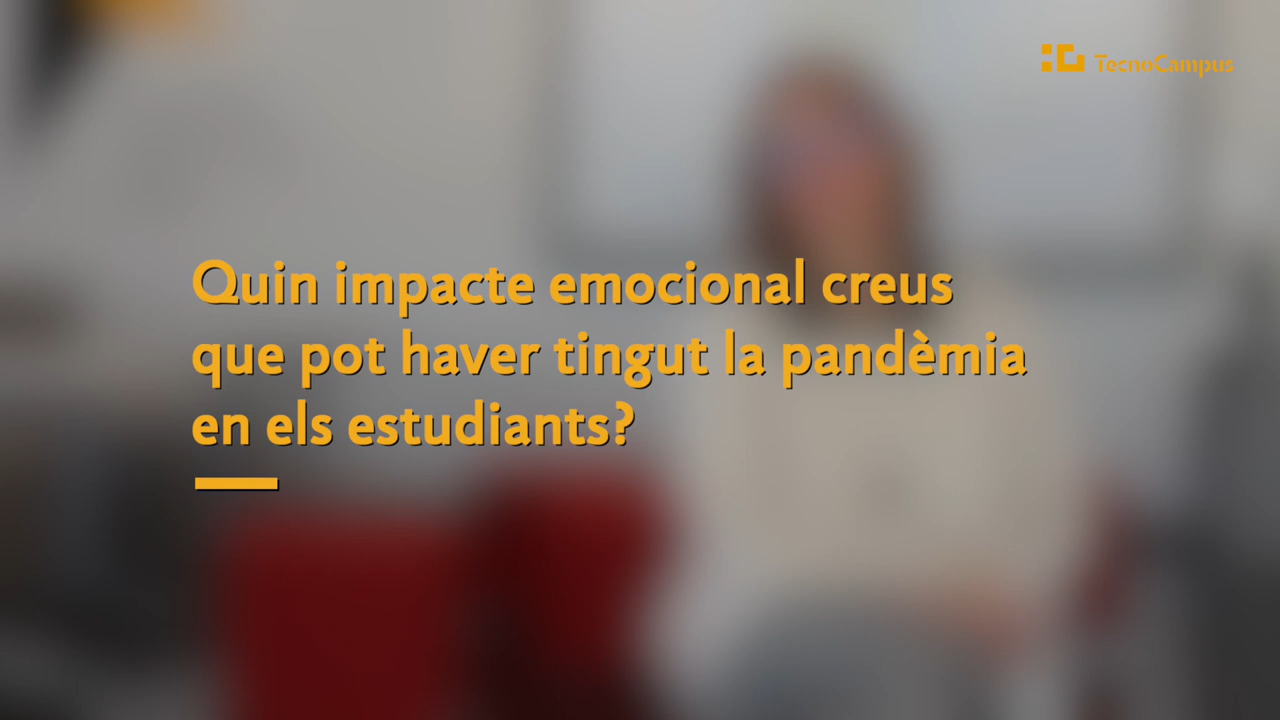 TecnoCampus
Quin impacte emocional creus
que pot haver tingut la pandèmia
en els estudiants?